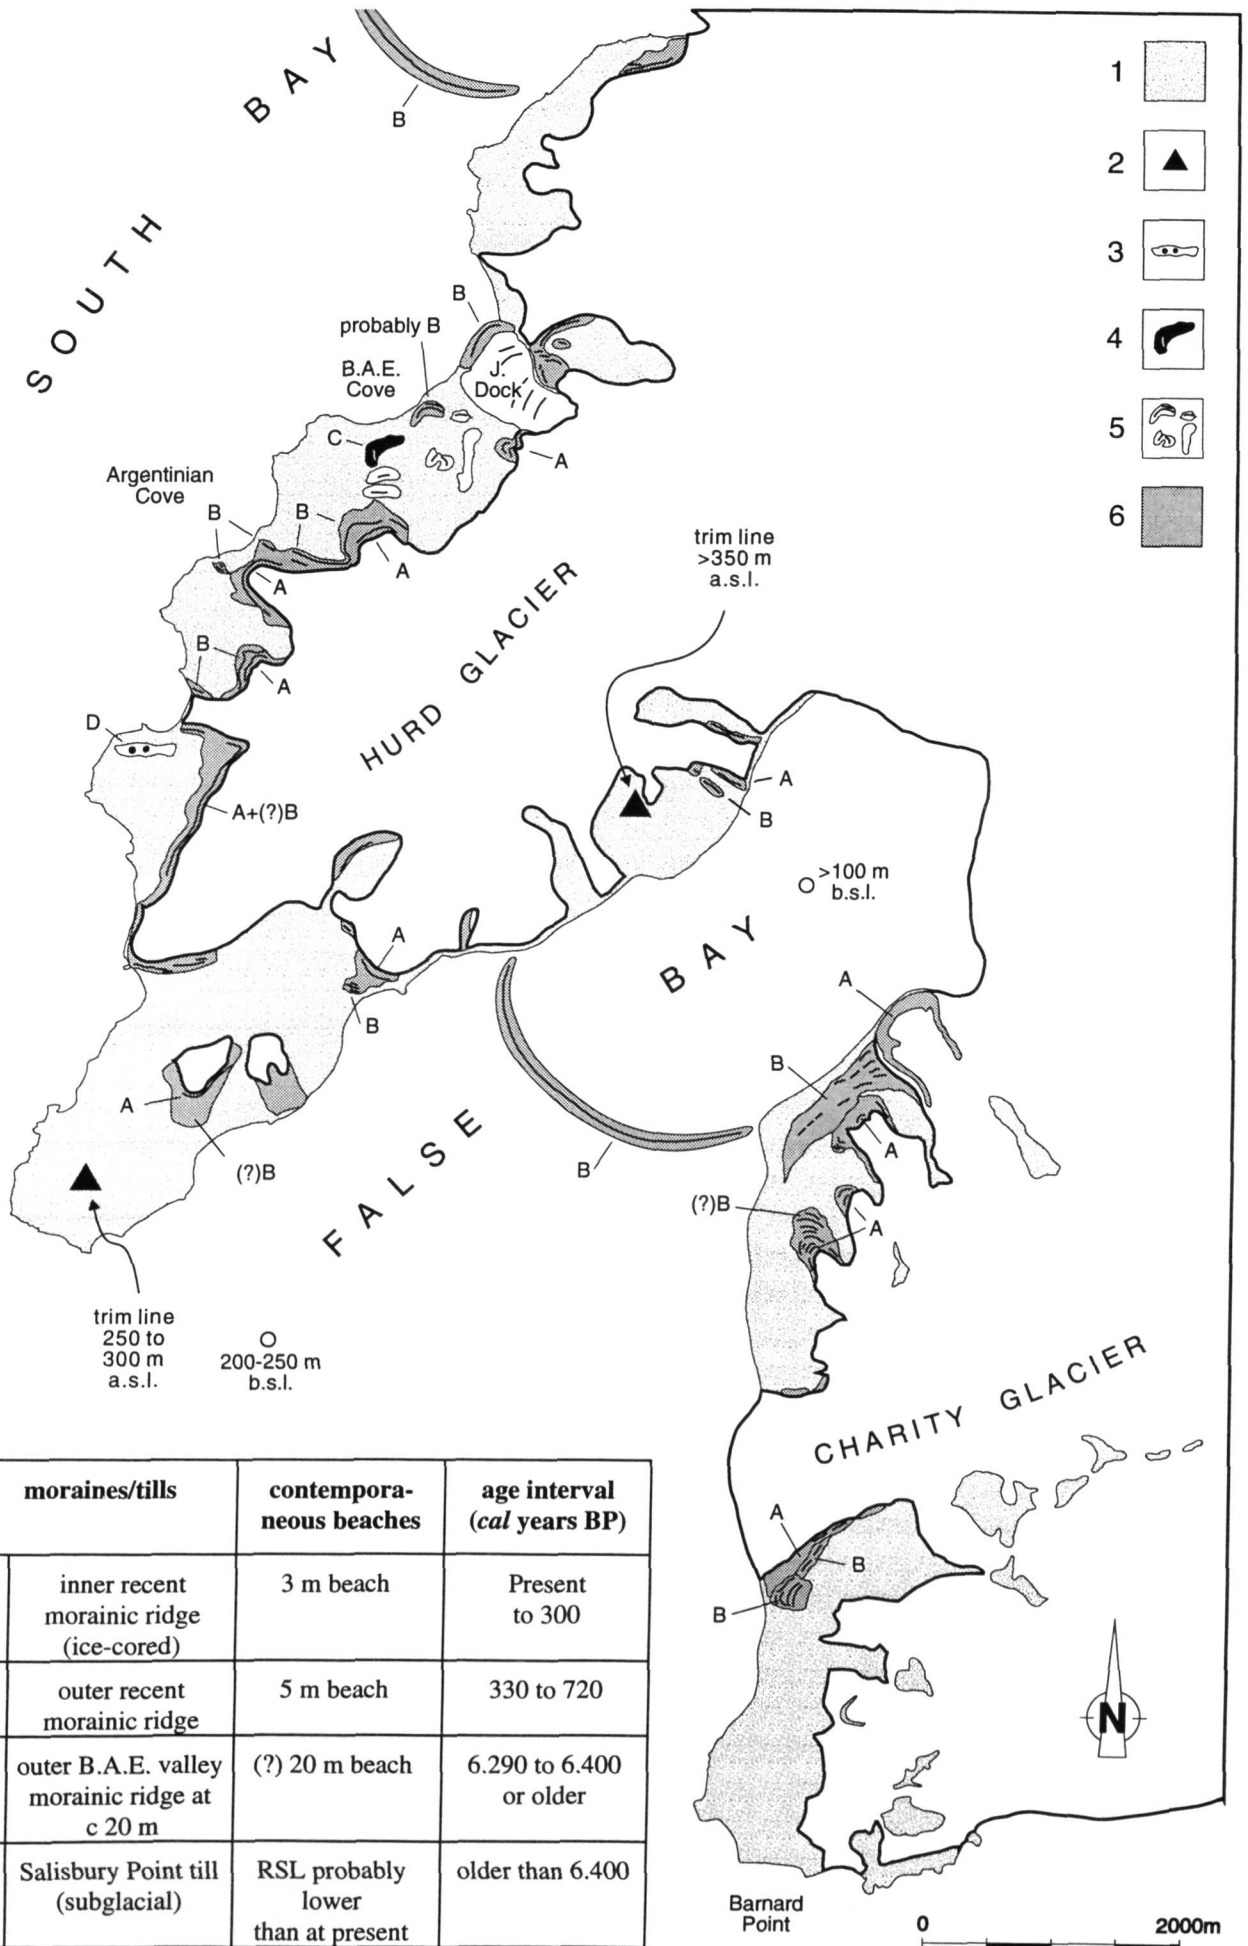 SOUTH BAY
B
1
2
3
4
5
6
B
probably B
B.A.E.
Cove
J.
Dock
C
A
Argentinian
Cove
B
B
A
A
B
A
trim line
>350 m
a.s.l.
HURD GLACIER
D
A+(?)B
A
B
>100 m
b.s.l.
FALSE BAY
A
B
A
B
A
(?)B
B
A
B
A
(?)B
A
trim line
250 to
300 m
a.s.l.
200-250 m
b.s.l.
CHARITY GLACIER
A
B
B
N
Barnard
Point
0 2000m
moraines/tills
contempora-
neous beaches
age interval
(cal years BP)
inner recent
morainic ridge
(ice-cored)
3 m beach
Present
to 300
outer recent
morainic ridge
5 m beach
330 to 720
outer B.A.E. valley
morainic ridge at
c 20 m
(?) 20 m beach
6.290 to 6.400
or older
Salisbury Point till
(subglacial)
RSL probably
lower
than at present
older than 6.400